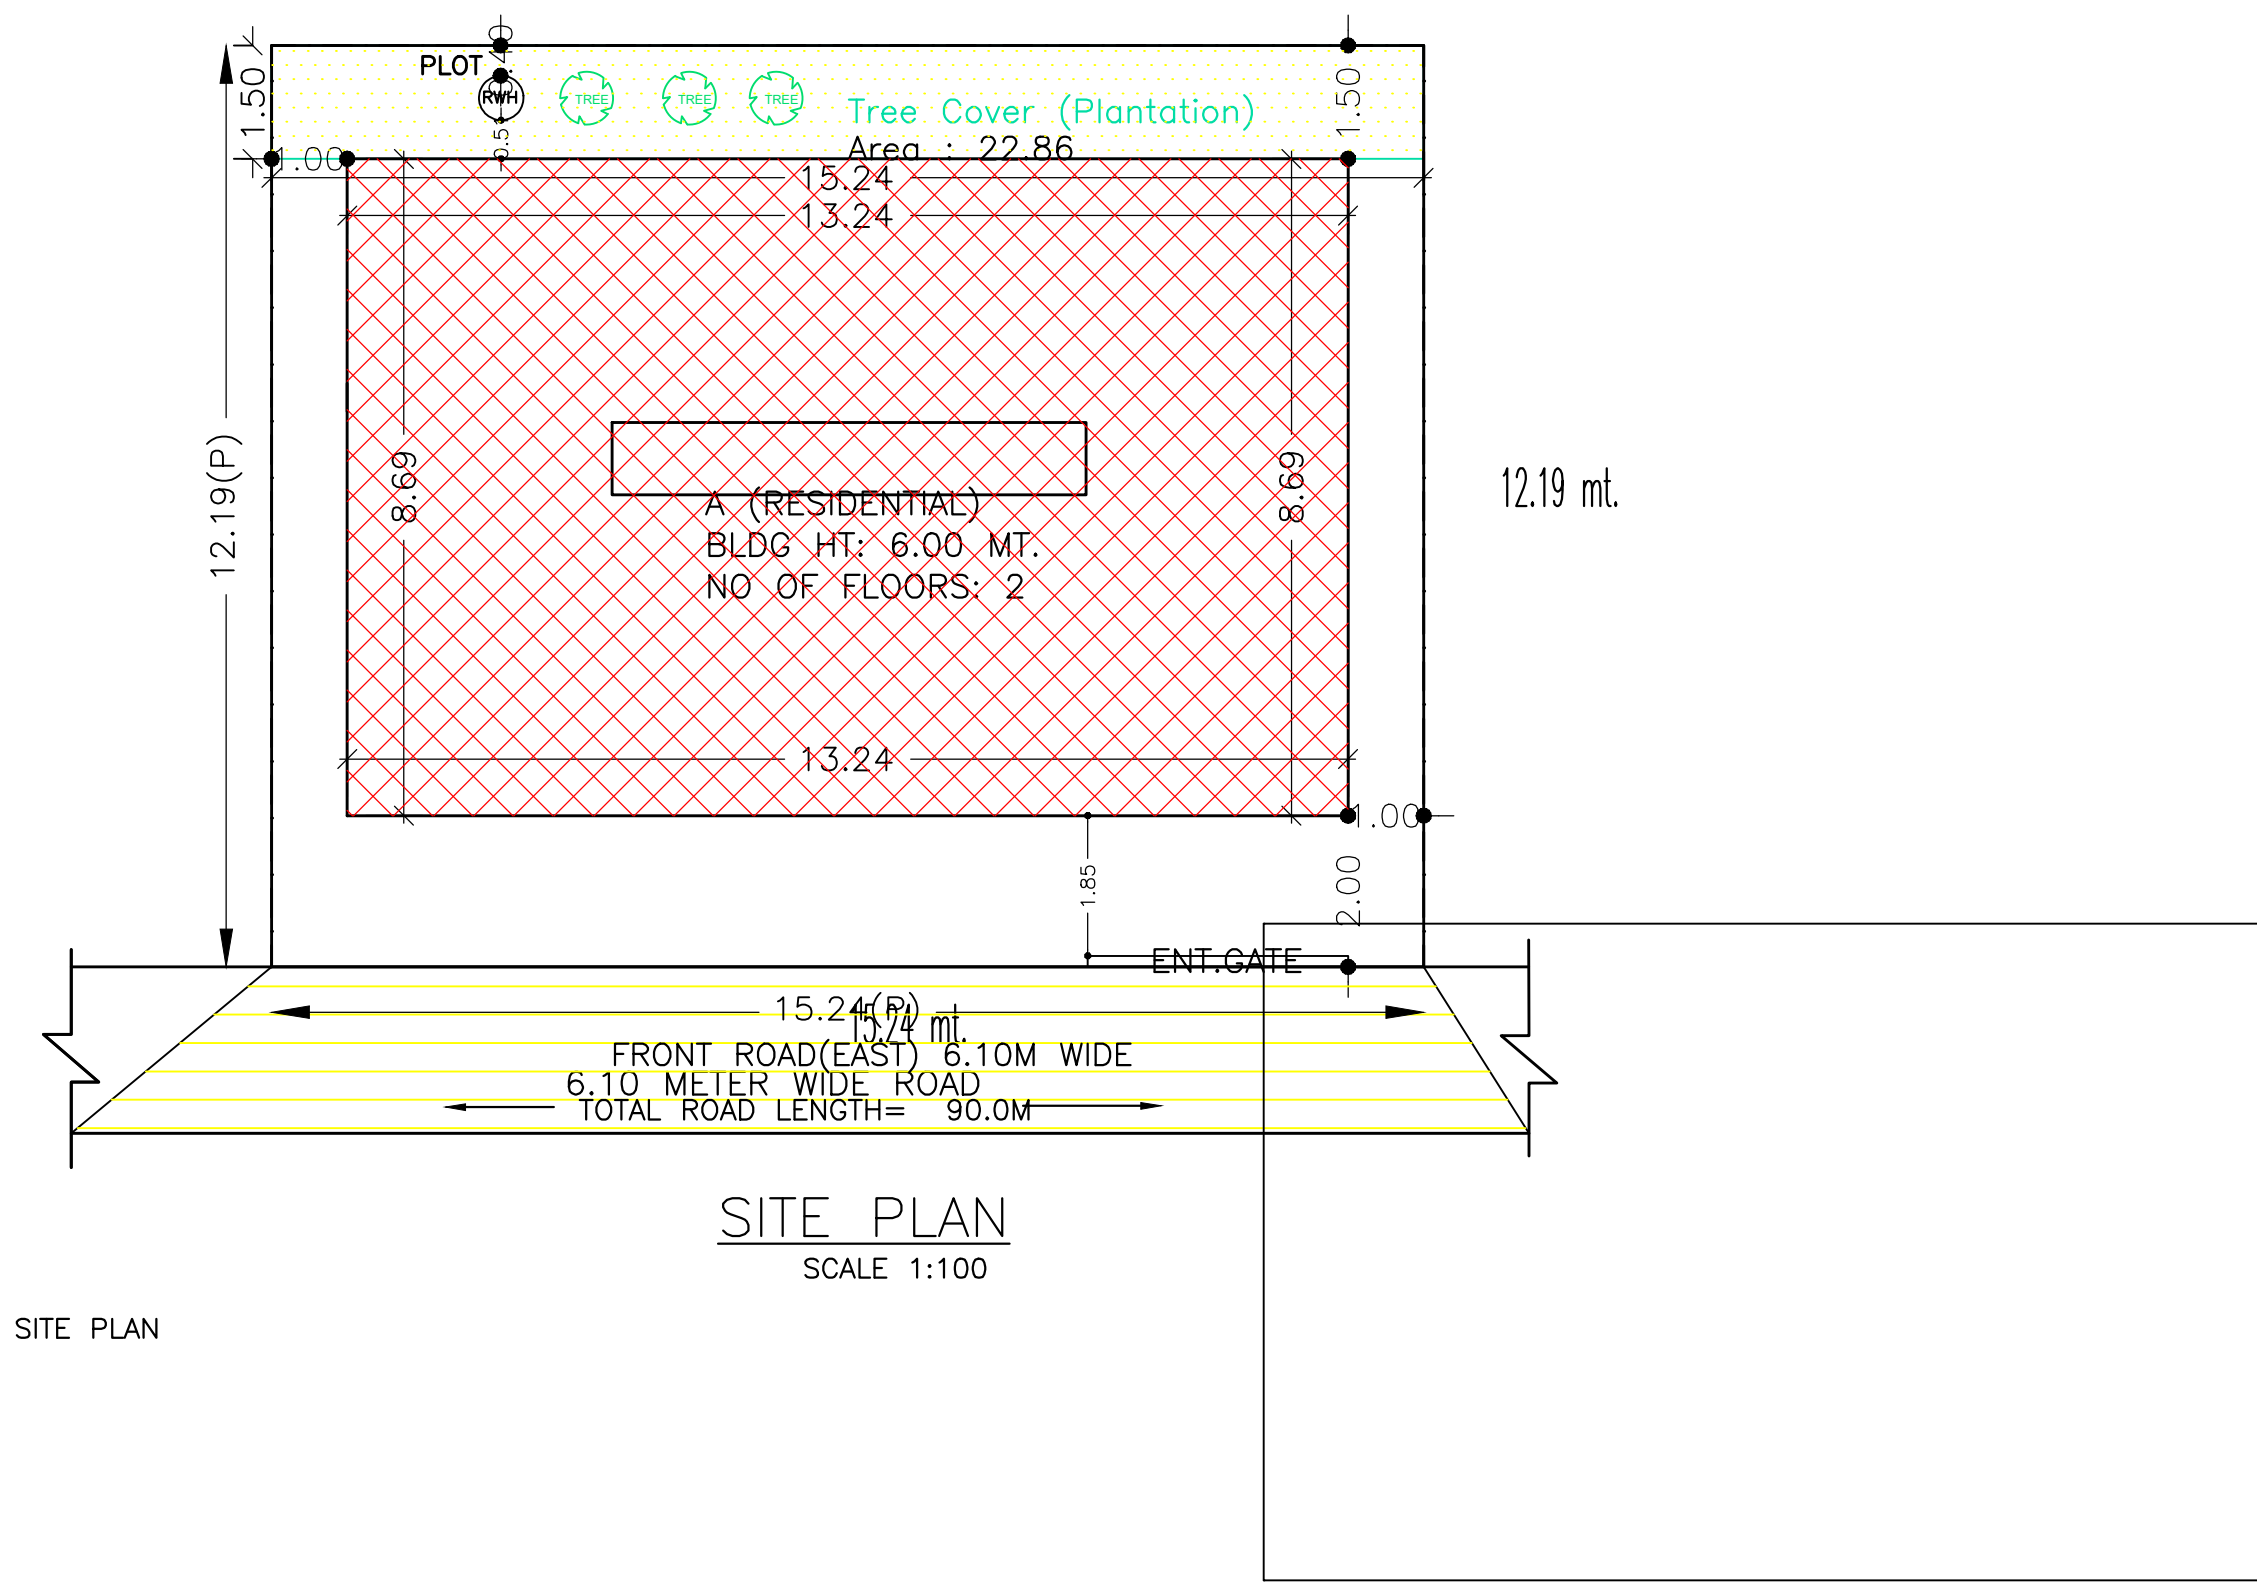 0.40
PLOT
1.50
RWH
TREE
TREE
TREE
Tree Cover (Plantation)
1.50
0.51
Area : 22.86
1.00
15.24
13.24
12.19(P)
8.69
8.69
12.19 mt.
A (RESIDENTIAL)
BLDG HT: 6.00 MT.
NO OF FLOORS: 2
13.24
1.00
1.85
2.00
ENT.GATE
15.24(P)
15.24 mt.
FRONT ROAD(EAST) 6.10M WIDE
6.10 METER WIDE ROAD
TOTAL ROAD LENGTH= 90.0M
SITE PLAN
SCALE 1:100
SITE PLAN